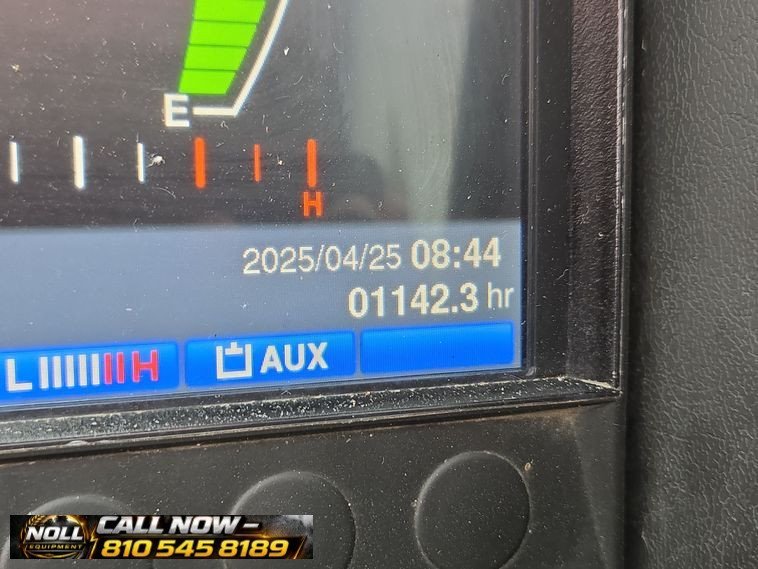 E
H
2025/04/25 08:44
01142.3 hr
L H
AUX
NOLL
EQUIPMENT
CALL NOW –
810 545 8189